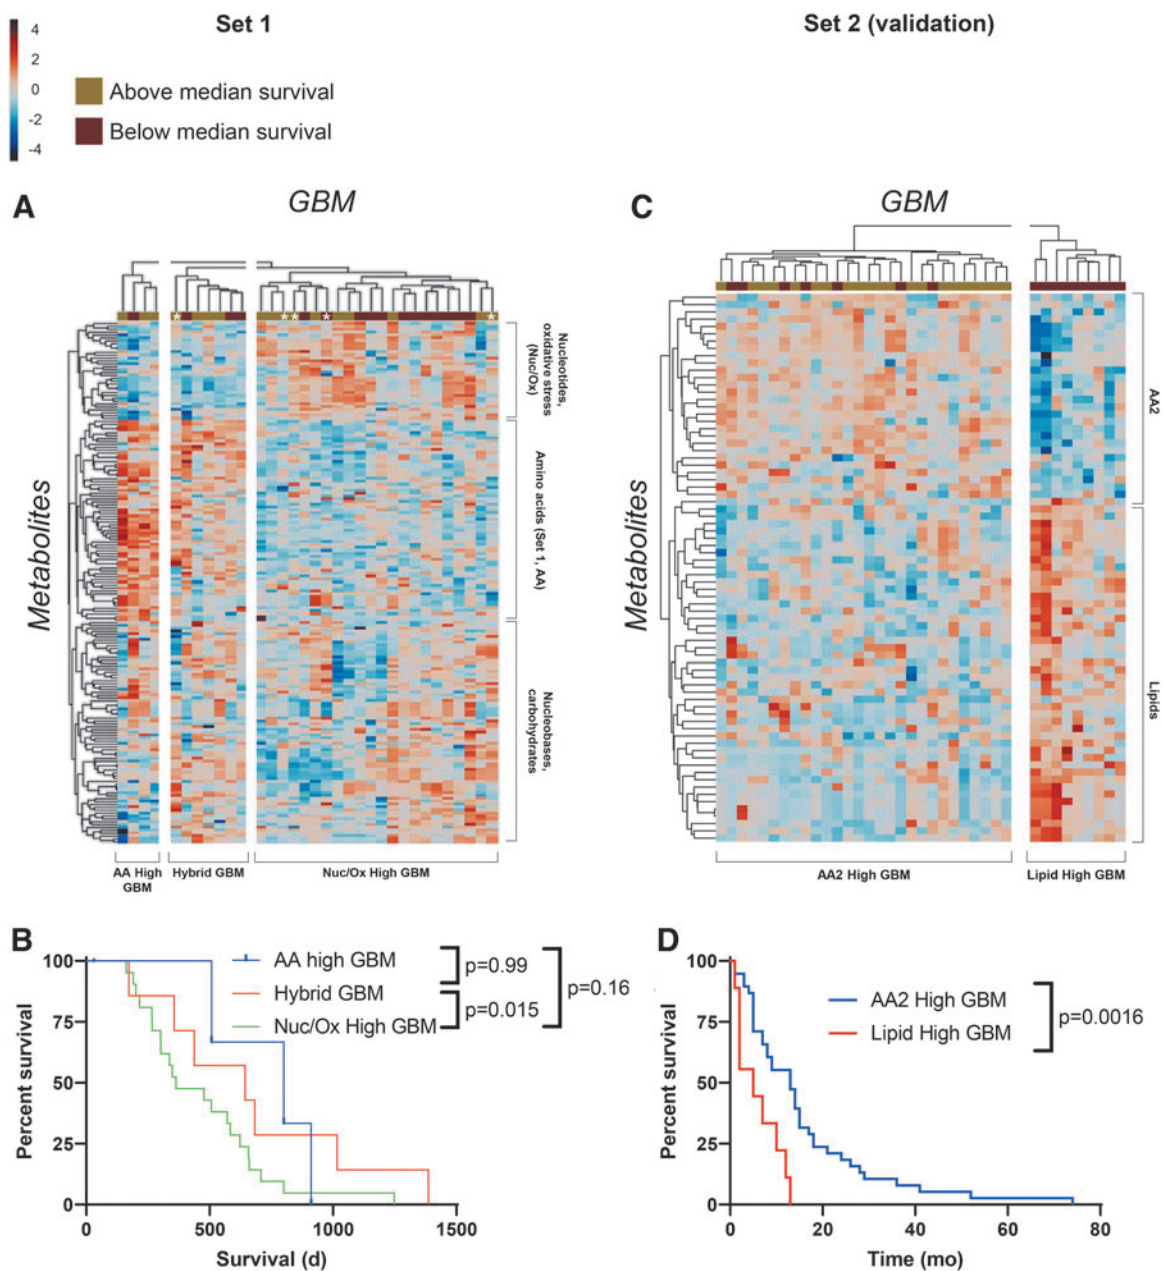 Set 1
Set 2 (validation)
4
2
0
-2
-4
Above median survival
Below median survival
A
GBM
Metabolites
Nucleotides,
oxidative stress
(Nuc/Ox)
Amino acids (Set 1, AA)
Nucleobases,
carbohydrates
* * * * *
AA High
GBM
Hybrid GBM
Nuc/Ox High GBM
C
GBM
Metabolites
AA2
Lipids
AA2 High GBM
Lipid High GBM
B
Percent survival
100
75
50
25
0
0 500 1000 1500
Survival (d)
AA high GBM
Hybrid GBM
Nuc/Ox High GBM
p=0.99
p=0.015
p=0.16
D
Percent survival
100
75
50
25
0
0 20 40 60 80
Time (mo)
AA2 High GBM
Lipid High GBM
p=0.0016